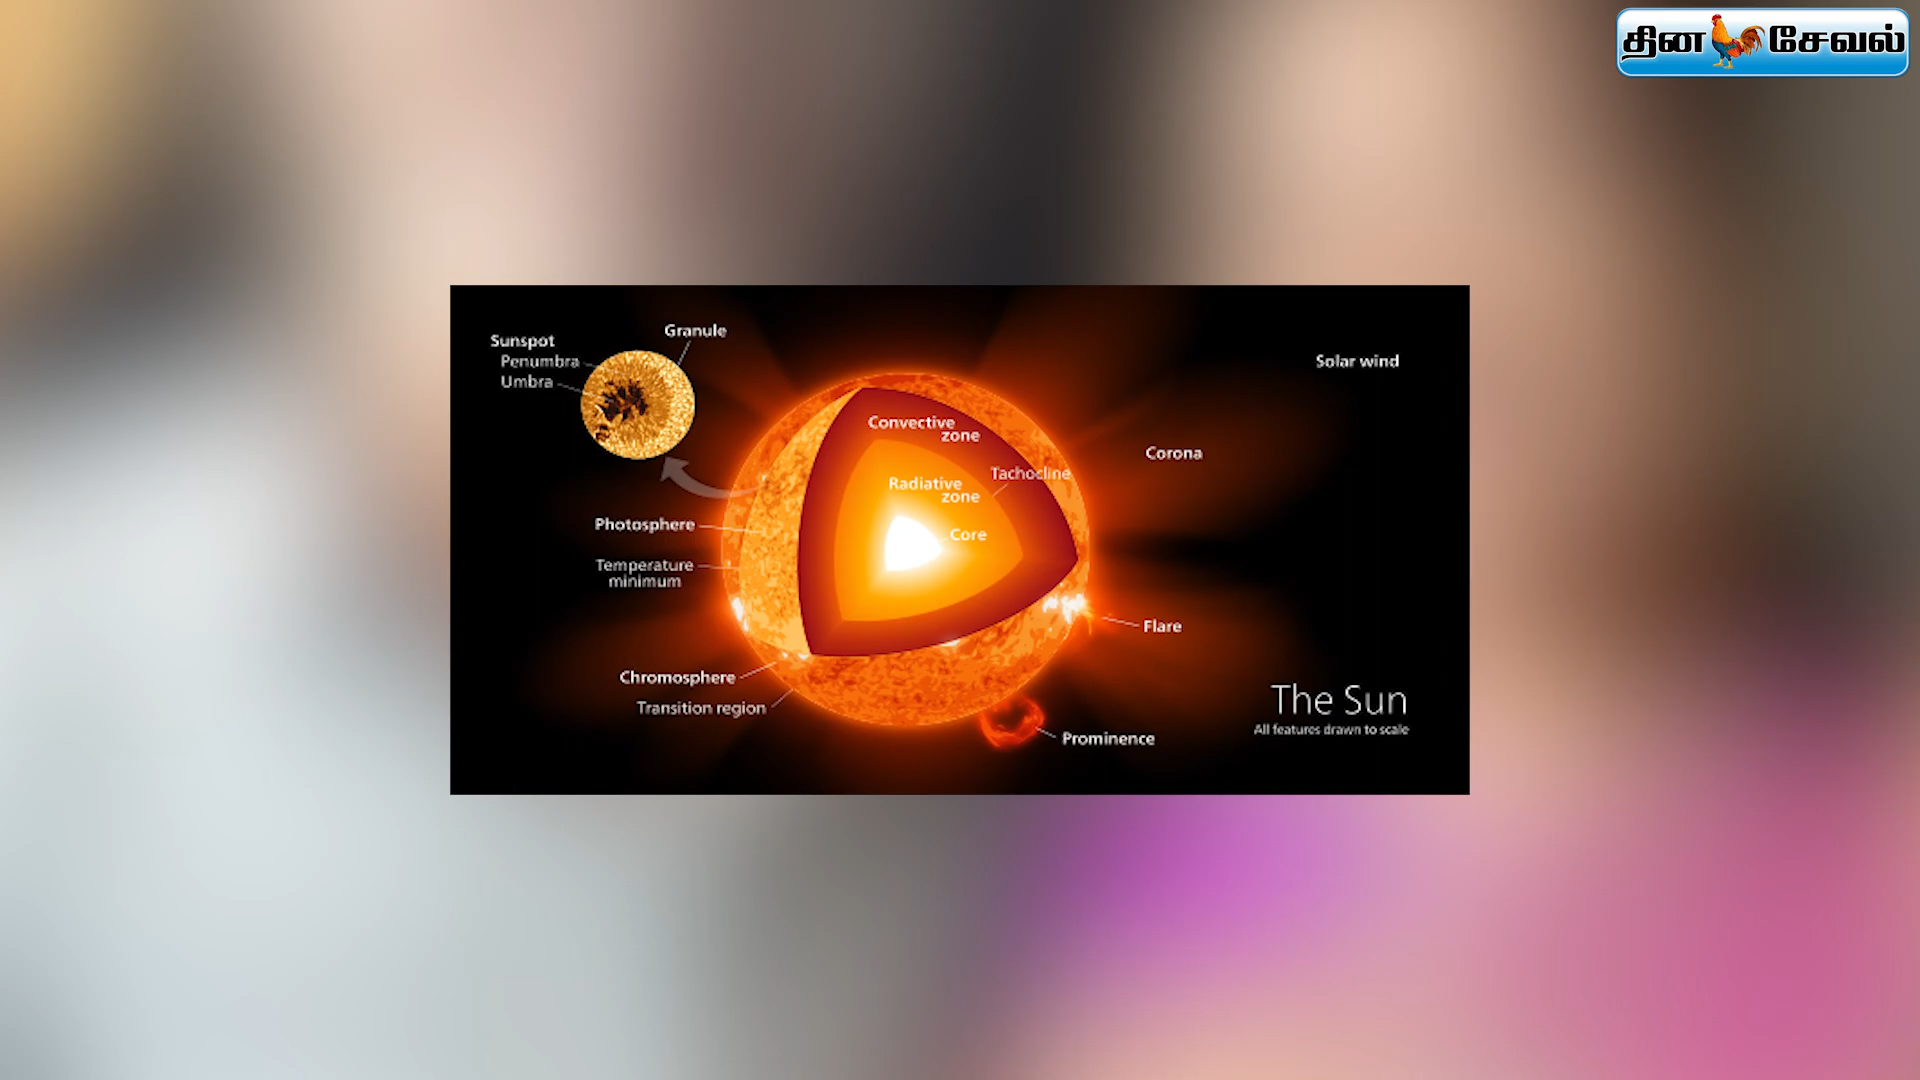 தின சேவல்
Granule
Sunspot
Penumbra
Umbra
Solar wind
Convective
zone
Corona
Tachocline
Radiative
zone
Photosphere
Core
Temperature
minimum
Flare
Chromosphere
Transition region
The Sun
All features drawn to scale
Prominence